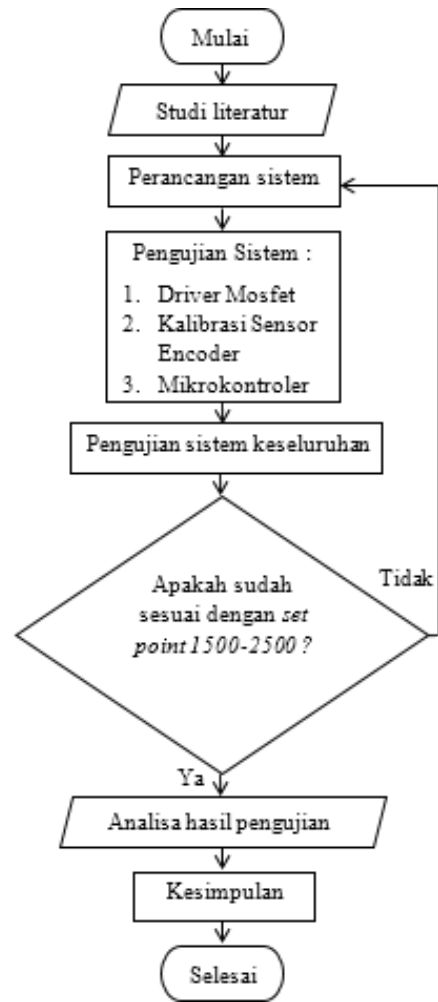 Mulai
Studi literatur
Perancangan sistem
Pengujian Sistem :
1. Driver Mosfet
2. Kalibrasi Sensor
Encoder
3. Mikrokontroler
Pengujian sistem keseluruhan
Apakah sudah
sesuai dengan set
point 1500-2500 ?
Tidak
Ya
Analisa hasil pengujian
Kesimpulan
Selesai